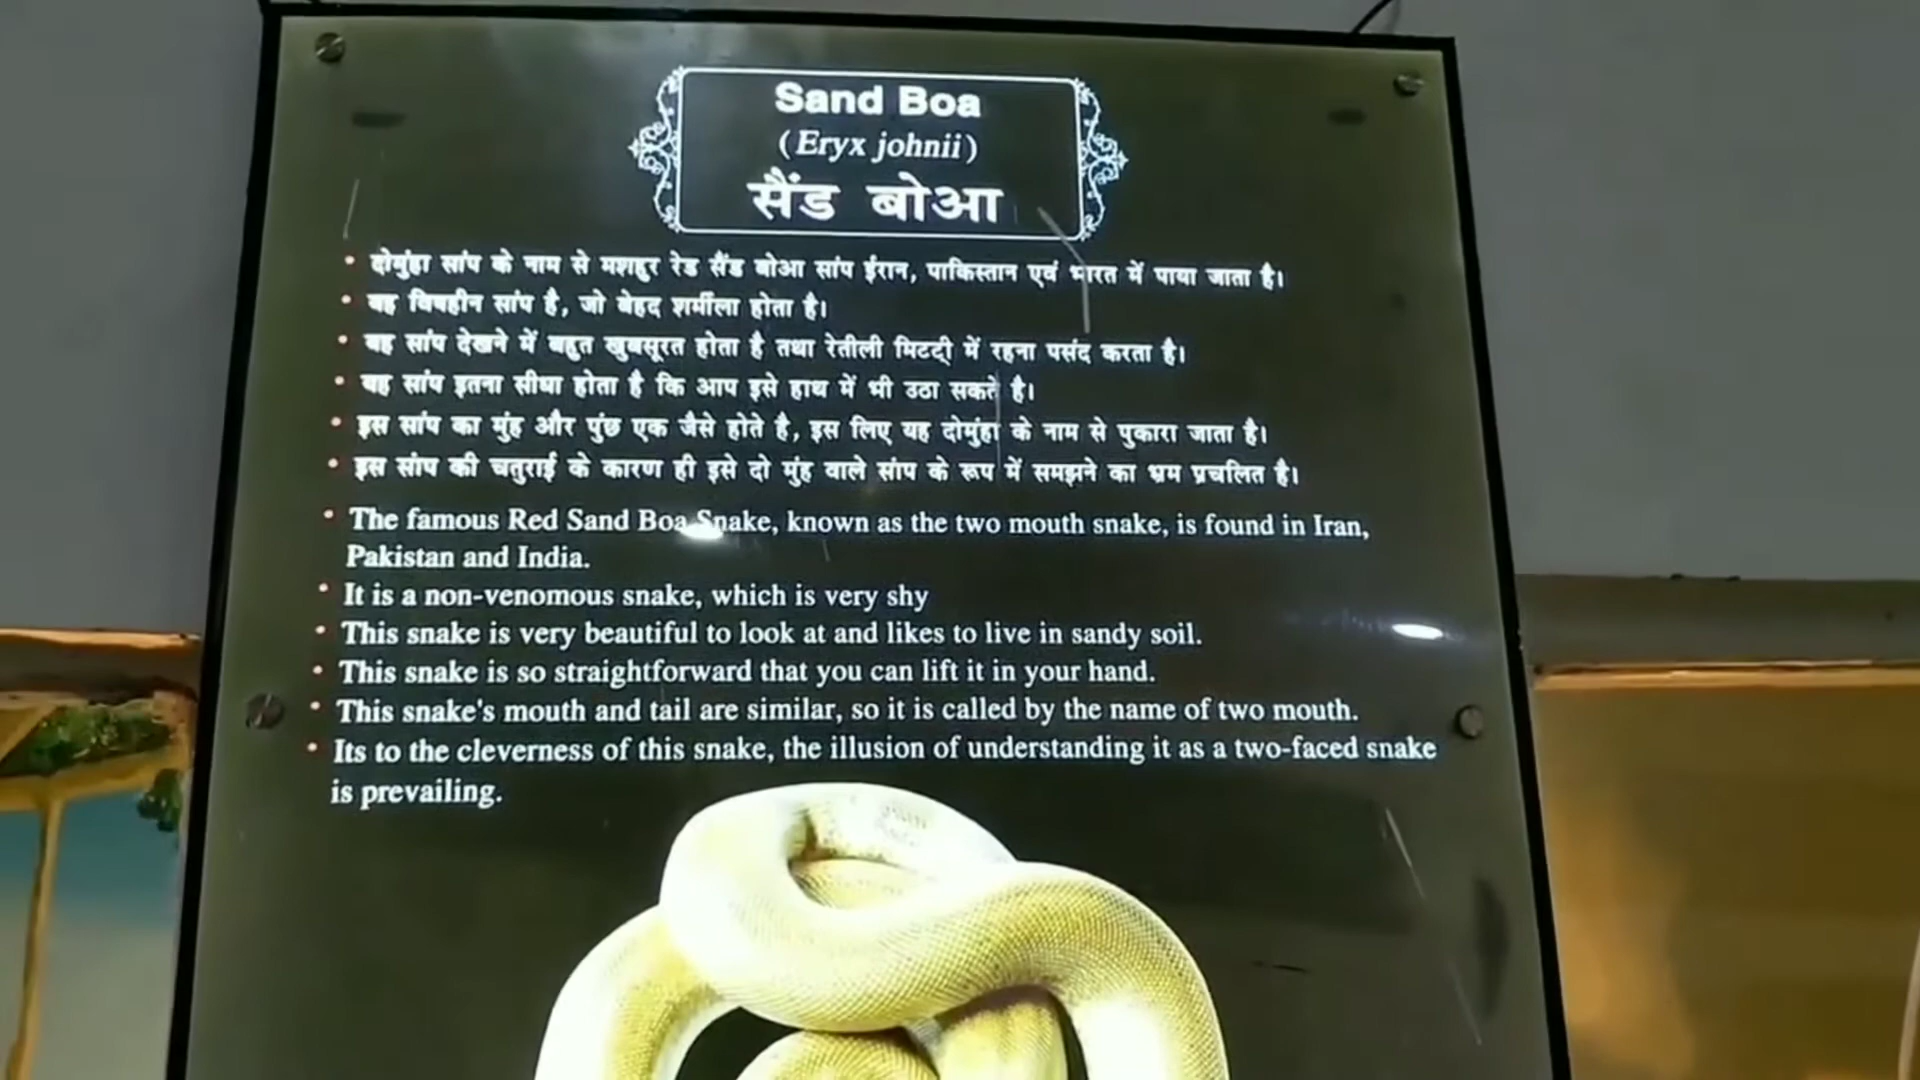 Sand Boa
(Eryx johnii)
सैंड बोआ
• दोमुंहा सांप के नाम से मशहुर रेड सैंड बोआ सांप ईरान, पाकिस्तान एवं भारत में पाया जाता है।
• यह विषहीन सांप है, जो बेहद शर्मीला होता है।
• यह सांप देखने में बहुत खुबसूरत होता है तथा रेतीली मिटटी् में रहना पसंद करता है।
• यह सांप इतना सीधा होता है कि आप इसे हाथ में भी उठा सकते है।
• इस सांप का मुंह और पुंछ एक जैसे होते है, इस लिए यह दोमुंहा के नाम से पुकारा जाता है।
• इस सांप की चतुराई के कारण ही इसे दो मुंह वाले सांप के रूप में समझने का भ्रम प्रचलित है।
• The famous Red Sand Boa Snake, known as the two mouth snake, is found in Iran,
Pakistan and India.
• It is a non-venomous snake, which is very shy
• This snake is very beautiful to look at and likes to live in sandy soil.
• This snake is so straightforward that you can lift it in your hand.
• This snake's mouth and tail are similar, so it is called by the name of two mouth.
• Its to the cleverness of this snake, the illusion of understanding it as a two-faced snake
is prevailing.